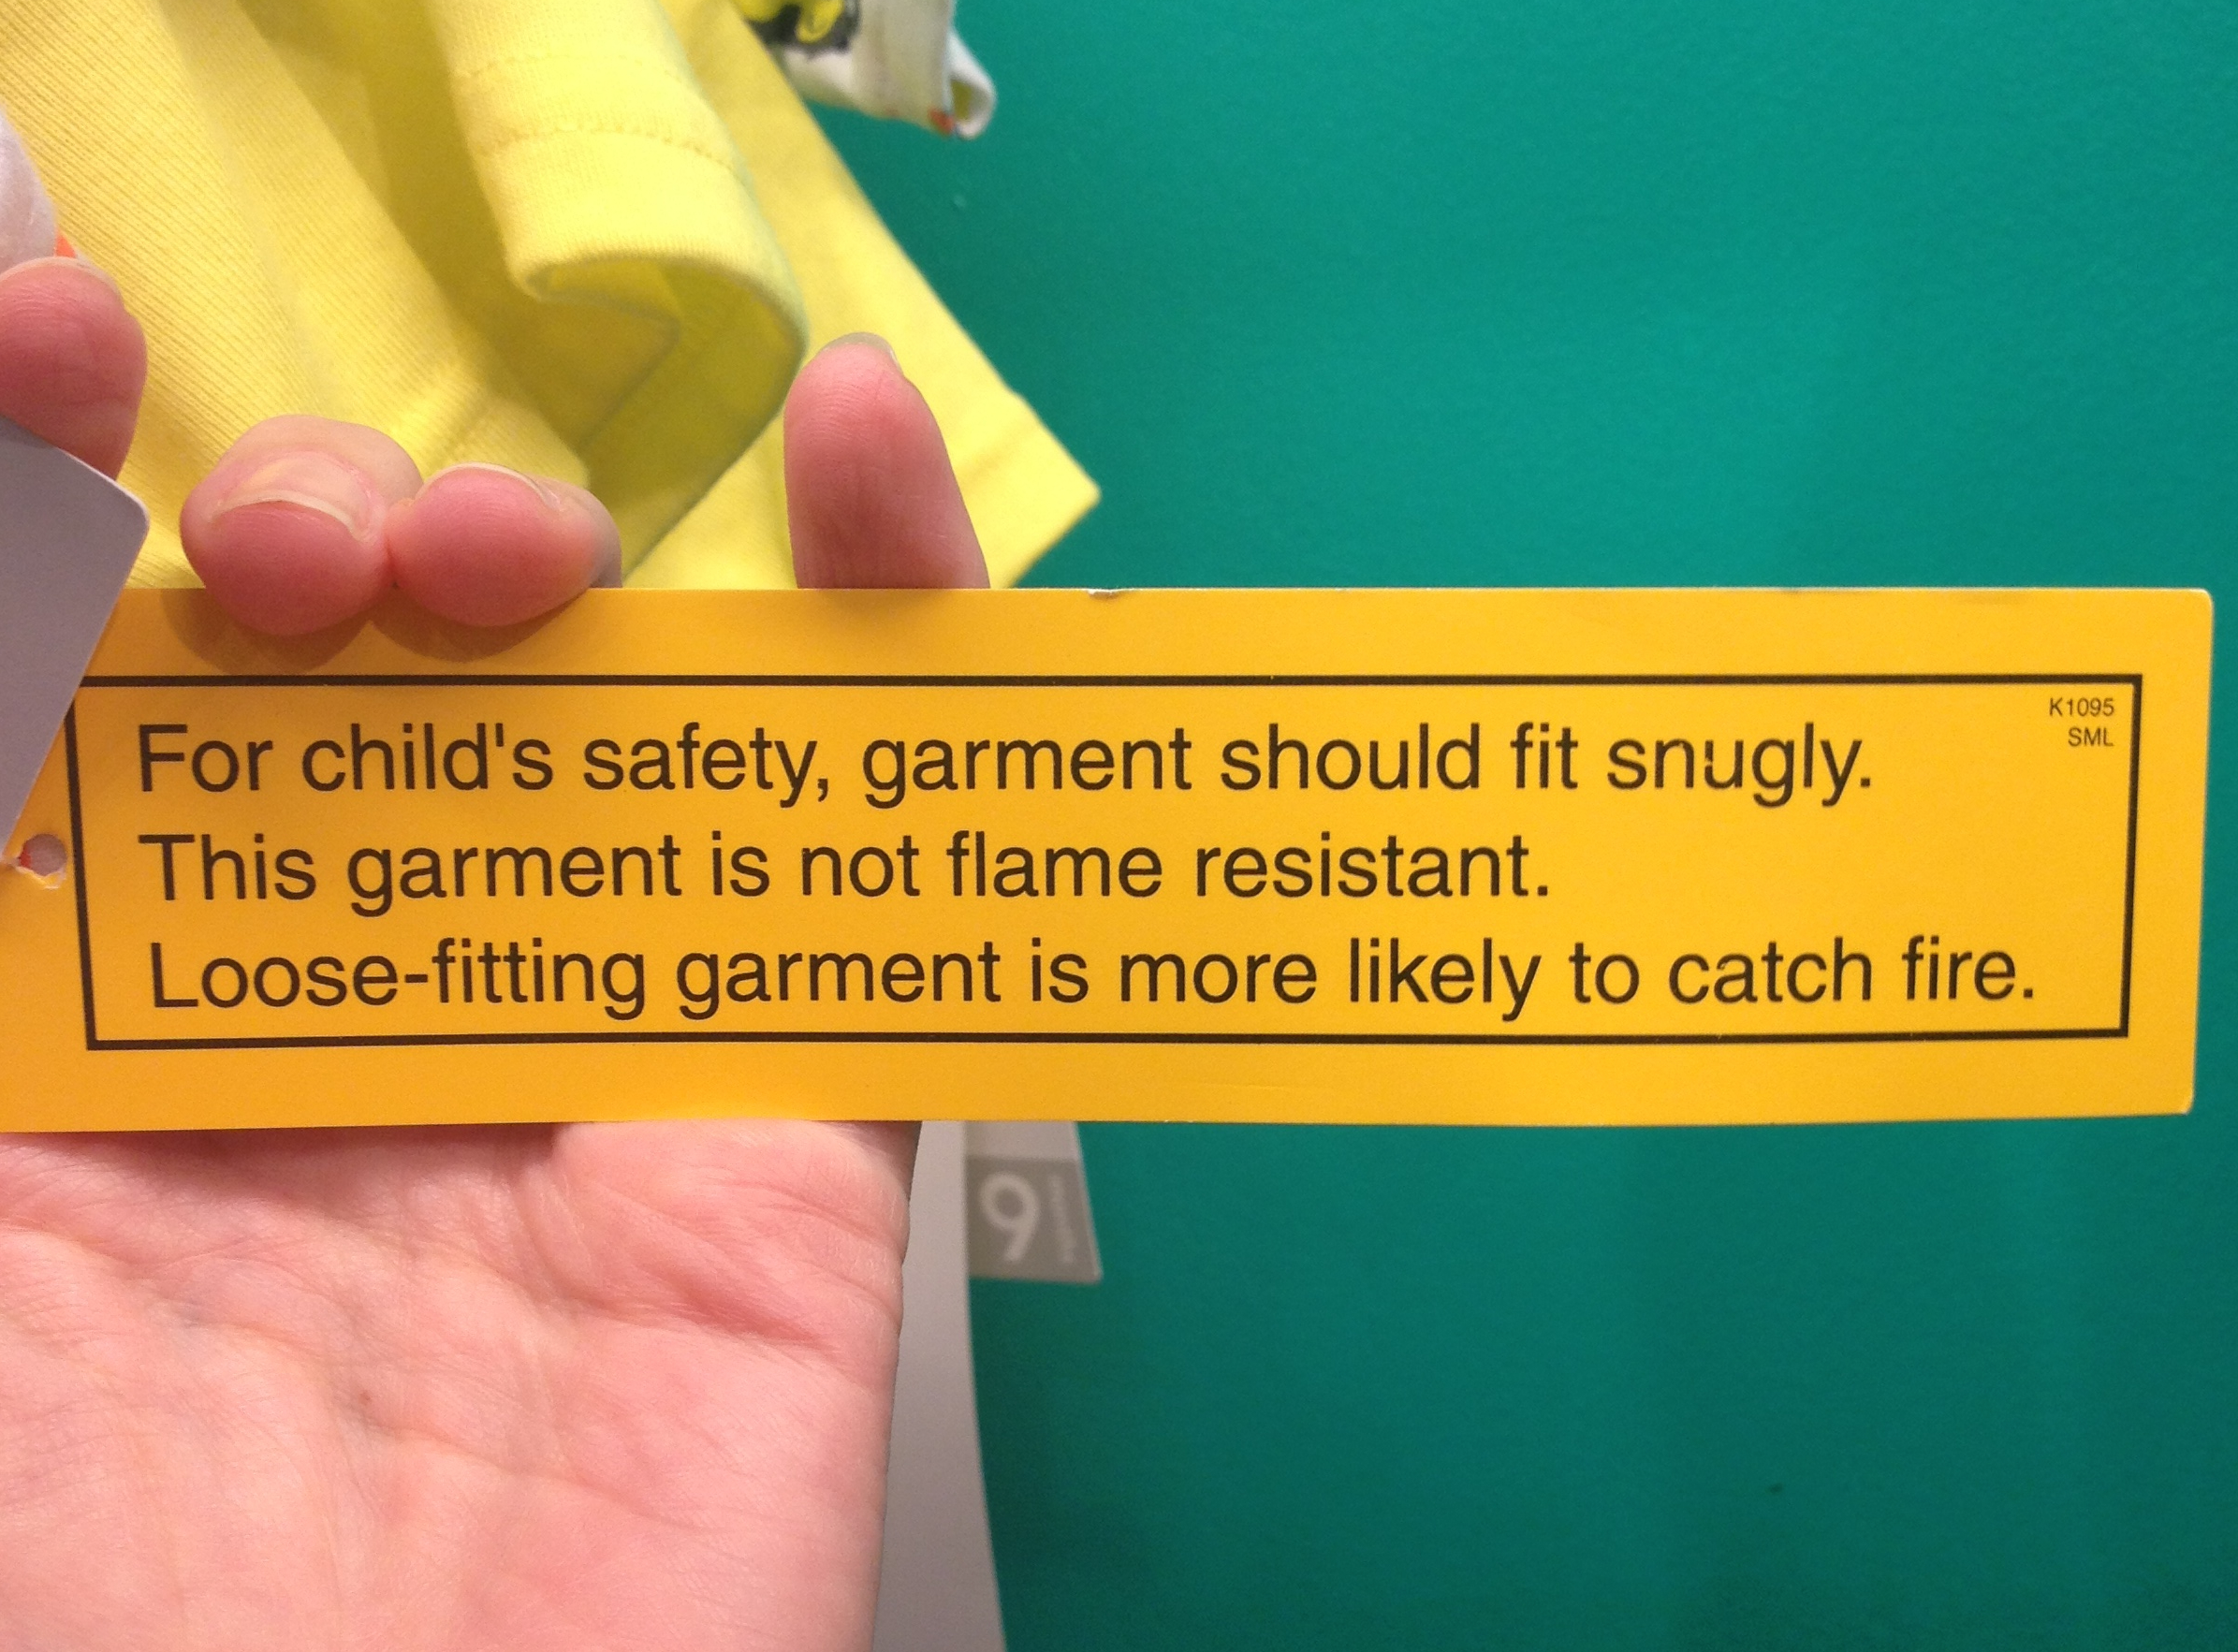 K1095
SML
For child's safety, garment should fit snugly.
This garment is not flame resistant.
Loose-fitting garment is more likely to catch fire.
9